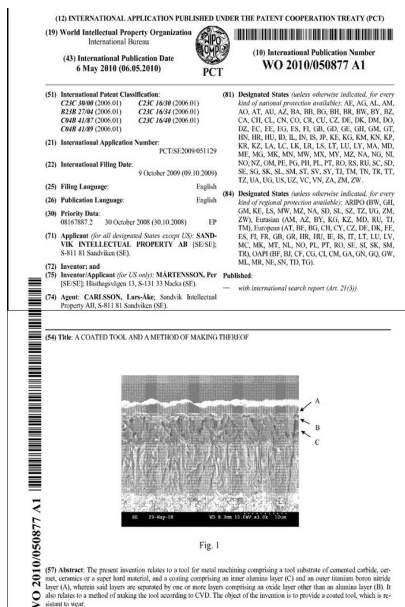 (12) INTERNATIONAL APPLICATION PUBLISHED UNDER THE PATENT COOPERATION TREATY (PCT)
(19) World Intellectual Property Organization
International Bureau
(43) International Publication Date
6 May 2010 (06.05.2010)
PCT
(10) International Publication Number
WO 2010/050877 A1
(51) International Patent Classification:
C23C 30/00 (2006.01) C23C 16/30 (2006.01)
B23B 27/04 (2006.01) C23C 16/34 (2006.01)
C04B 41/87 (2006.01) C23C 16/40 (2006.01)
C04B 41/89 (2006.01)
(21) International Application Number:
PCT/SE2009/051129
(22) International Filing Date:
9 October 2009 (09.10.2009)
(25) Filing Language: English
(26) Publication Language: English
(30) Priority Data:
08167887.2 30 October 2008 (30.10.2008) EP
(71) Applicant (for all designated States except US): SAND-
VIK INTELLECTUAL PROPERTY AB [SE/SE];
S-811 81 Sandviken (SE).
(72) Inventor; and
(75) Inventor/Applicant (for US only): MÅRTENSSON, Per
[SE/SE]; Hästhagsvägen 13, S-131 33 Nacka (SE).
(74) Agent: CARLSSON, Lars-Åke; Sandvik Intellectual
Property AB, S-811 81 Sandviken (SE).
(81) Designated States (unless otherwise indicated, for every
kind of national protection available): AE, AG, AL, AM,
AO, AT, AU, AZ, BA, BB, BG, BH, BR, BW, BY, BZ,
CA, CH, CL, CN, CO, CR, CU, CZ, DE, DK, DM, DO,
DZ, EC, EE, EG, ES, FI, GB, GD, GE, GH, GM, GT,
HN, HR, HU, ID, IL, IN, IS, JP, KE, KG, KM, KN, KP,
KR, KZ, LA, LC, LK, LR, LS, LT, LU, LY, MA, MD,
ME, MG, MK, MN, MW, MX, MY, MZ, NA, NG, NI,
NO, NZ, OM, PE, PG, PH, PL, PT, RO, RS, RU, SC, SD,
SE, SG, SK, SL, SM, ST, SV, SY, TJ, TM, TN, TR, TT,
TZ, UA, UG, US, UZ, VC, VN, ZA, ZM, ZW.
(84) Designated States (unless otherwise indicated, for every
kind of regional protection available): ARIPO (BW, GH,
GM, KE, LS, MW, MZ, NA, SD, SL, SZ, TZ, UG, ZM,
ZW), Eurasian (AM, AZ, BY, KG, KZ, MD, RU, TJ,
TM), European (AT, BE, BG, CH, CY, CZ, DE, DK, EE,
ES, FI, FR, GB, GR, HR, HU, IE, IS, IT, LT, LU, LV,
MC, MK, MT, NL, NO, PL, PT, RO, SE, SI, SK, SM,
TR), OAPI (BF, BJ, CF, CG, CI, CM, GA, GN, GQ, GW,
ML, MR, NE, SN, TD, TG).
Published:
— with international search report (Art. 21(3))
(54) Title: A COATED TOOL AND A METHOD OF MAKING THEREOF
A
B
C
SE 29-May-08 WD 8.3mm 10.0kV x3.0k 10um
Fig. 1
(57) Abstract: The present invention relates to a tool for metal machining comprising a tool substrate of cemented carbide, cer-
met, ceramics or a super hard material, and a coating comprising an inner alumina layer (C) and an outer titanium boron nitride
layer (A), wherein said layers are separated by one or more layers comprising an oxide layer other than an alumina layer (B). It
also relates to a method of making the tool according to CVD. The object of the invention is to provide a coated tool, which is re-
sistant to wear.
WO 2010/050877 A1